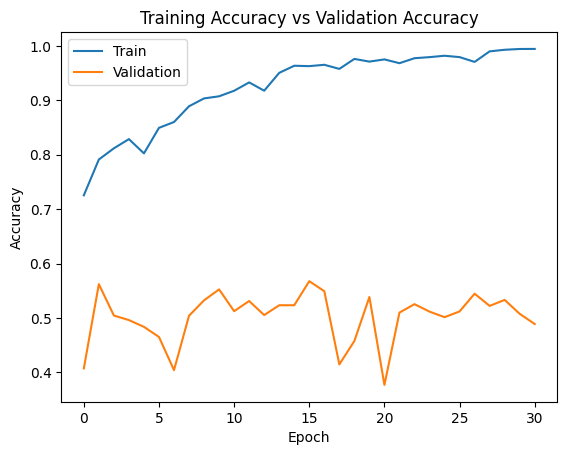 Training Accuracy vs Validation Accuracy
Train
Validation
1.0
0.9
0.8
0.7
0.6
0.5
0.4
Accuracy
0 5 10 15 20 25 30
Epoch